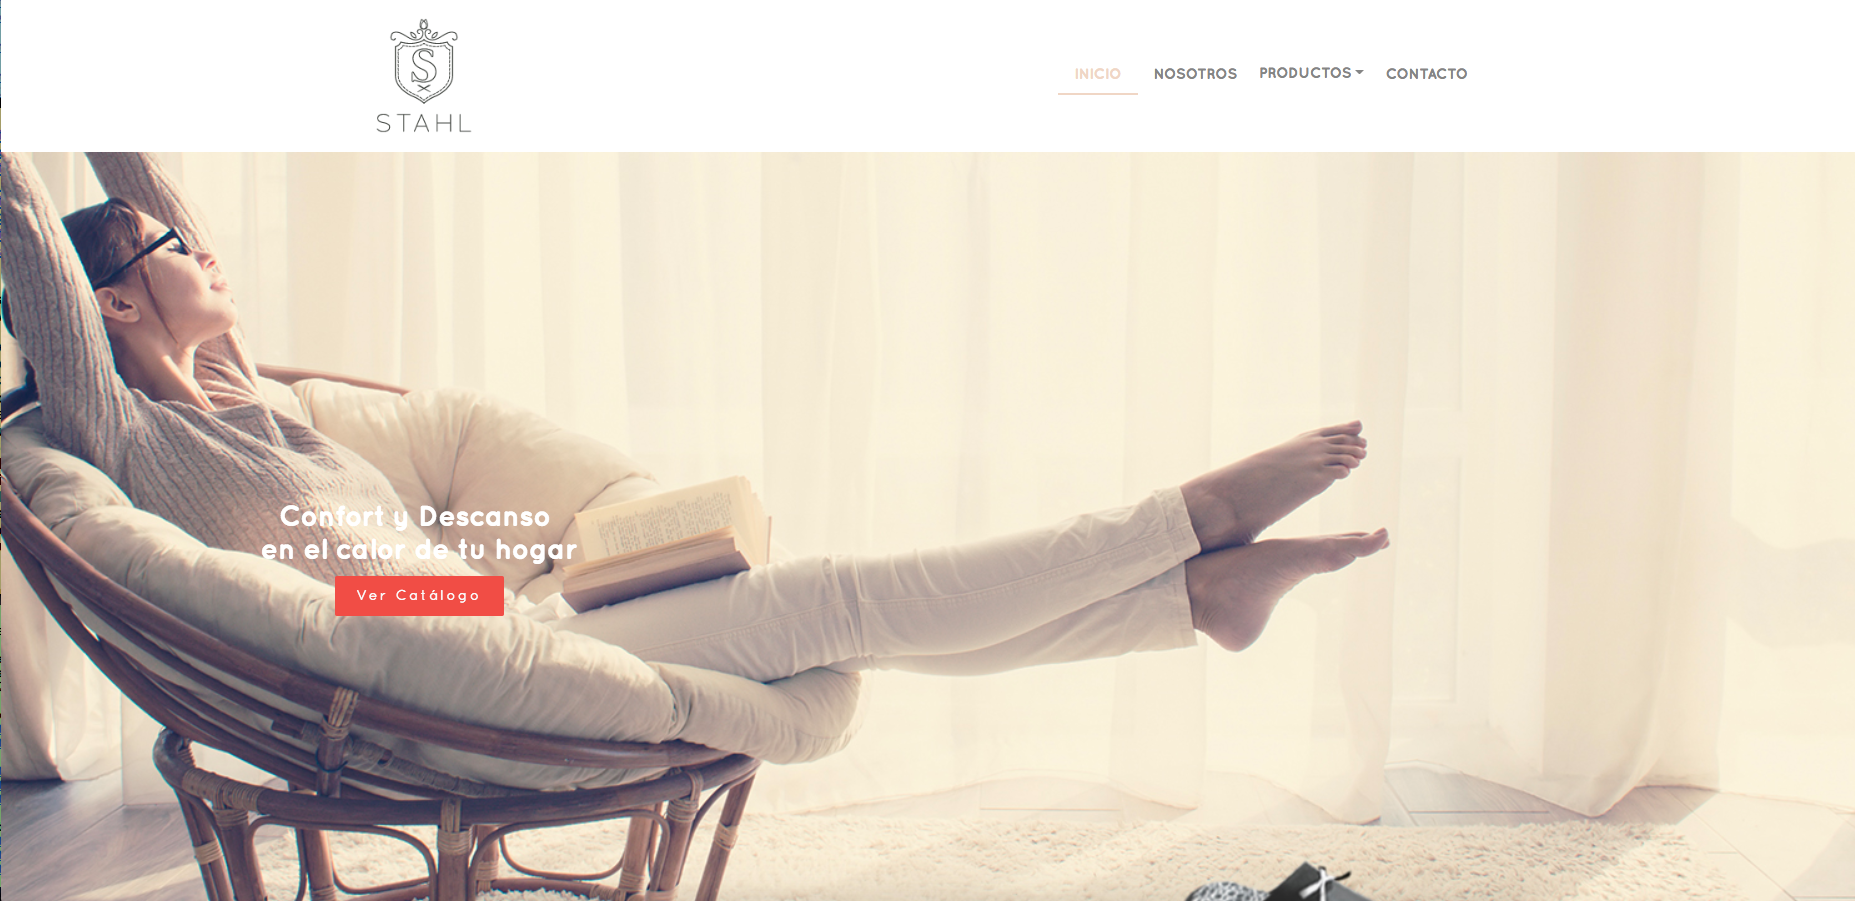 S
STAHL
INICIO NOSOTROS PRODUCTOS CONTACTO
Confort y Descanso
en el calor de tu hogar
Ver Catálogo